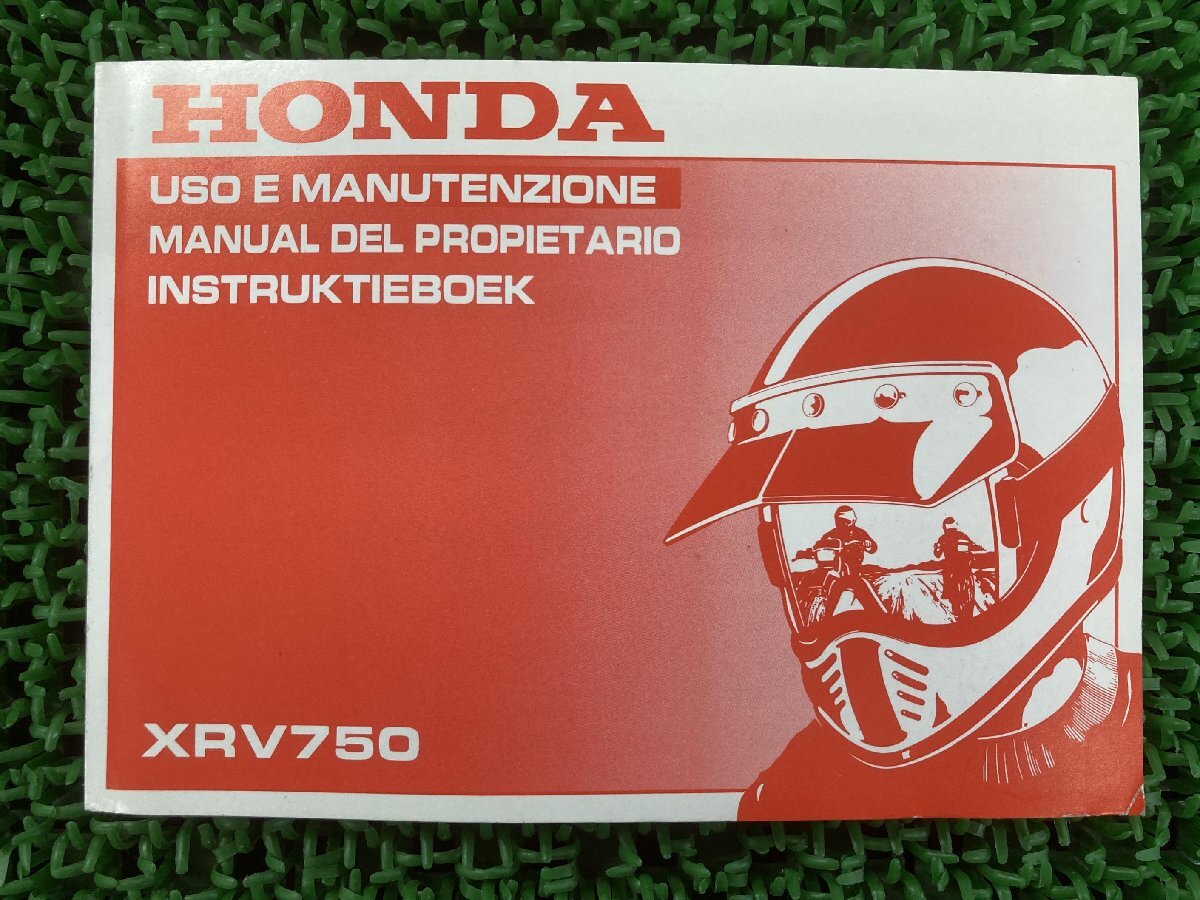 HONDA
USO E MANUTENZIONE
MANUAL DEL PROPIETARIO
INSTRUKTIEBOEK
XRV750